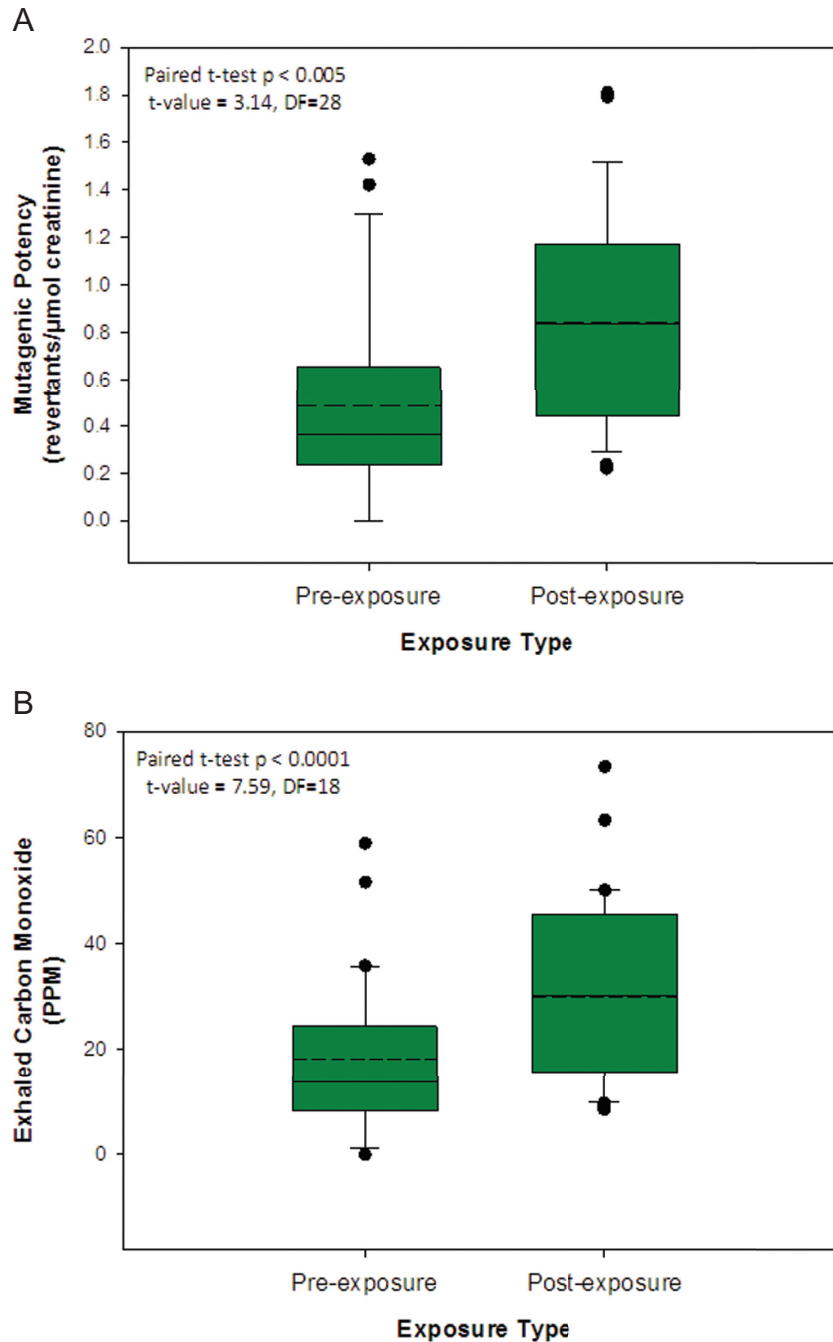 A
2.0
Paired t-test p < 0.005
t-value = 3.14, DF=28
1.8
1.6
1.4
1.2
1.0
0.8
0.6
0.4
0.2
0.0
Mutagenic Potency
(revertants/µmol creatinine)
Pre-exposure
Post-exposure
Exposure Type
B
80
Paired t-test p < 0.0001
t-value = 7.59, DF=18
60
40
20
0
Exhaled Carbon Monoxide
(PPM)
Pre-exposure
Post-exposure
Exposure Type